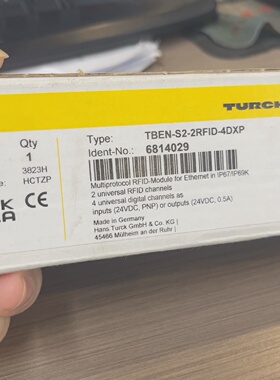 TURCK
Qty
1
3823H
HCTZP
Type: TBEN-S2-2RFID-4DXP
Ident-No.: 6814029
Multiprotocol RFID-Module for Ethernet in IP67/IP69K
2 universal RFID channels
4 universal digital channels as
inputs (24VDC, PNP) or outputs (24VDC, 0.5A)
Made in Germany
Hans Turck GmbH & Co. KG |
45466 Mülheim an der Ruhr |
CE